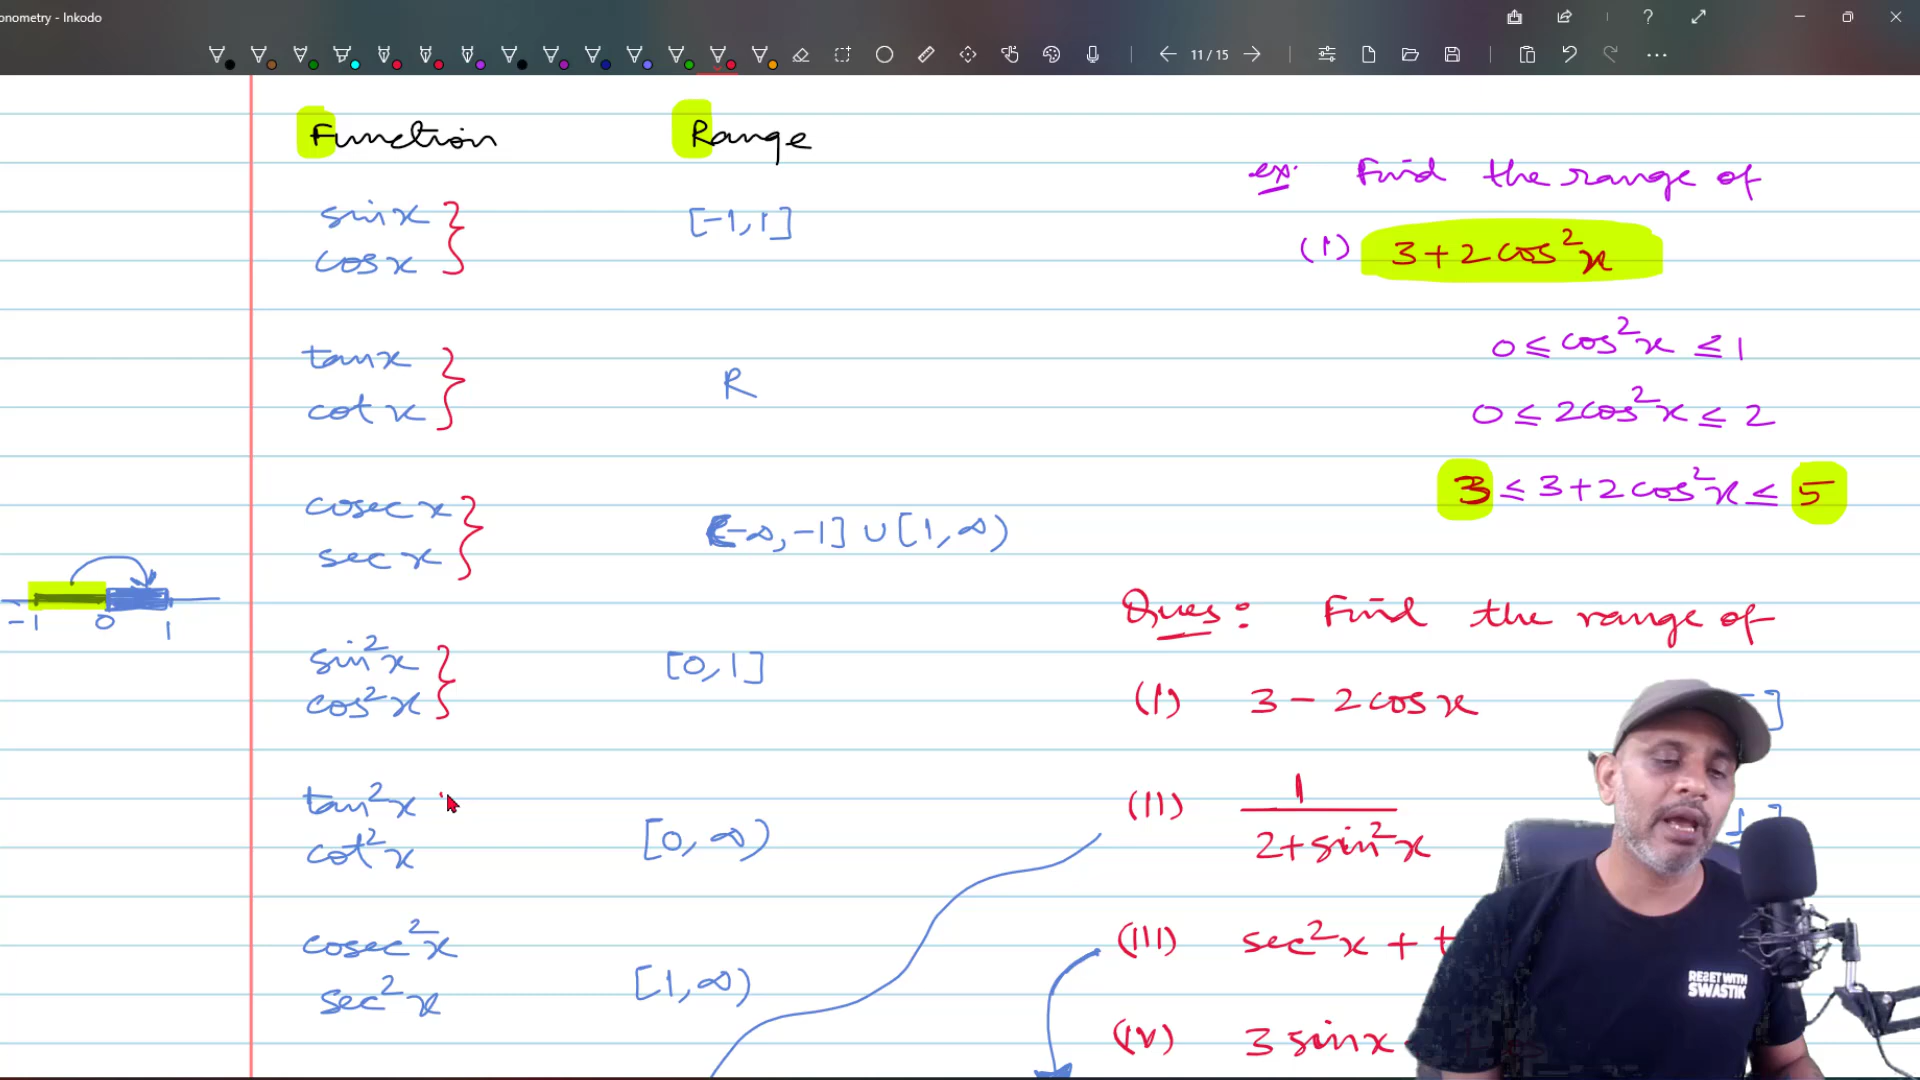 onometry - Inkodo
11 / 15
Function Range
sin x
cos x
[-1,1]
tan x
cot x
R
cosec x
sec x
(-∞,-1] ∪ [1,∞)
-1 0 1
sin²x
cos²x
[0,1]
tan²x
cot²x
[0,∞)
cosec²x
sec²x
[1,∞)
ex. Find the range of
(I) 3+2cos²x
0 ≤ cos²x ≤ 1
0 ≤ 2cos²x ≤ 2
3 ≤ 3+2cos²x ≤ 5
Ques: Find the range of
(I) 3 - 2cos x
(II) 1
2+sin²x
(III) sec²x + t
(IV) 3 sin x
RESET WITH
SWASTIK